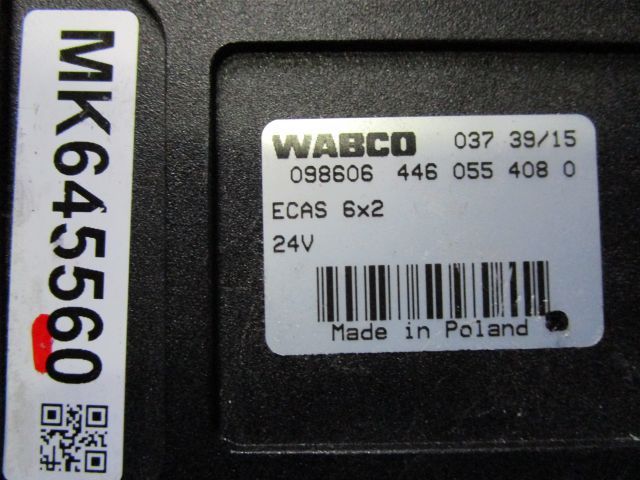 MK645560
WABCO 037 39/15
098606 446 055 408 0
ECAS 6x2
24V
Made in Poland